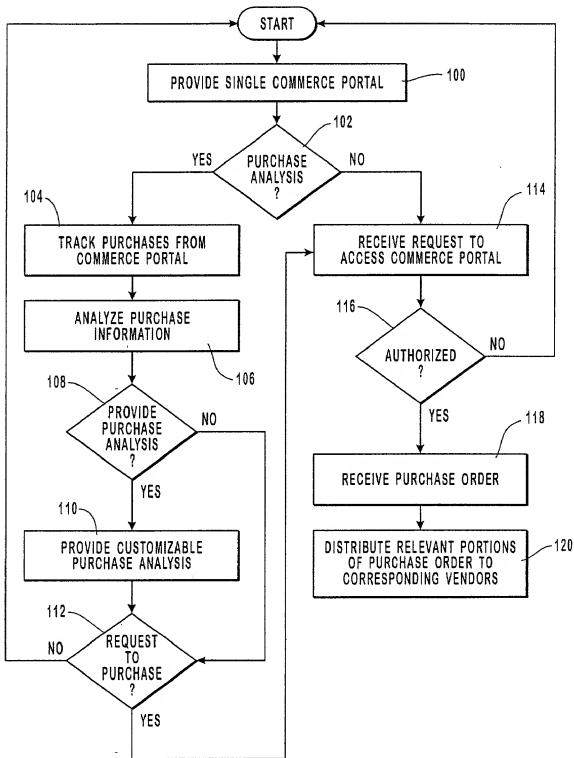 START
PROVIDE SINGLE COMMERCE PORTAL
100
102
YES
PURCHASE
ANALYSIS
?
NO
104
TRACK PURCHASES FROM
COMMERCE PORTAL
114
RECEIVE REQUEST TO
ACCESS COMMERCE PORTAL
ANALYZE PURCHASE
INFORMATION
106
116
AUTHORIZED
?
NO
YES
108
PROVIDE
PURCHASE
ANALYSIS
?
NO
YES
118
RECEIVE PURCHASE ORDER
110
PROVIDE CUSTOMIZABLE
PURCHASE ANALYSIS
DISTRIBUTE RELEVANT PORTIONS
OF PURCHASE ORDER TO
CORRESPONDING VENDORS
120
112
NO
REQUEST
TO
PURCHASE
?
YES